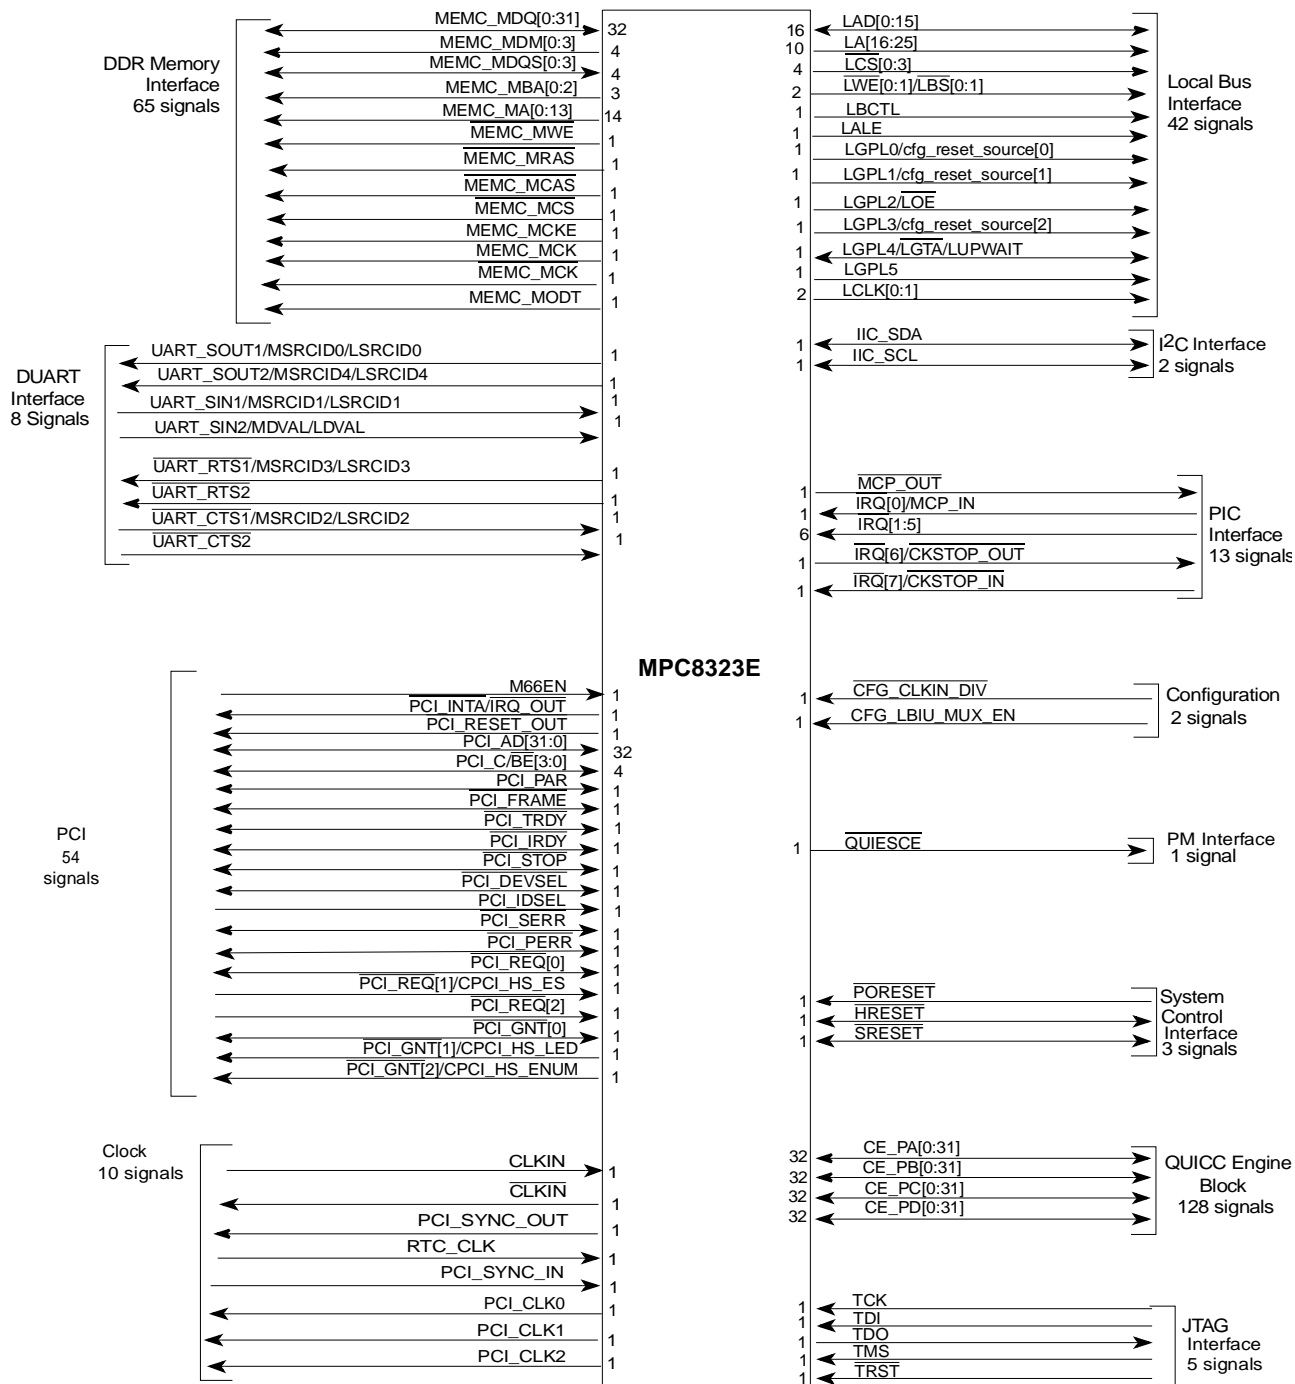 DDR Memory
Interface
65 signals
MEMC_MDQ[0:31] 32
MEMC_MDM[0:3] 4
MEMC_MDQS[0:3] 4
MEMC_MBA[0:2] 3
MEMC_MA[0:13] 14
MEMC_MWE 1
MEMC_MRAS 1
MEMC_MCAS 1
MEMC_MCS 1
MEMC_MCKE 1
MEMC_MCK 1
MEMC_MCK 1
MEMC_MODT 1
DUART
Interface
8 Signals
UART_SOUT1/MSRCID0/LSRCID0 1
UART_SOUT2/MSRCID4/LSRCID4 1
UART_SIN1/MSRCID1/LSRCID1 1
UART_SIN2/MDVAL/LDVAL 1
UART_RTS1/MSRCID3/LSRCID3 1
UART_RTS2 1
UART_CTS1/MSRCID2/LSRCID2 1
UART_CTS2 1
PCI
54
signals
M66EN 1
PCI_INTA/IRQ_OUT 1
PCI_RESET_OUT 1
PCI_AD[31:0] 32
PCI_C/BE[3:0] 4
PCI_PAR 1
PCI_FRAME 1
PCI_TRDY 1
PCI_IRDY 1
PCI_STOP 1
PCI_DEVSEL 1
PCI_IDSEL 1
PCI_SERR 1
PCI_PERR 1
PCI_REQ[0] 1
PCI_REQ[1]/CPCI_HS_ES 1
PCI_REQ[2] 1
PCI_GNT[0] 1
PCI_GNT[1]/CPCI_HS_LED 1
PCI_GNT[2]/CPCI_HS_ENUM 1
Clock
10 signals
CLKIN 1
CLKIN 1
PCI_SYNC_OUT 1
RTC_CLK 1
PCI_SYNC_IN 1
PCI_CLK0 1
PCI_CLK1 1
PCI_CLK2 1
MPC8323E
16 LAD[0:15]
10 LA[16:25]
4 LCS[0:3]
2 LWE[0:1]/LBS[0:1]
1 LBCTL
1 LALE
1 LGPL0/cfg_reset_source[0]
1 LGPL1/cfg_reset_source[1]
1 LGPL2/LOE
1 LGPL3/cfg_reset_source[2]
1 LGPL4/LGTA/LUPWAIT
1 LGPL5
2 LCLK[0:1]
Local Bus
Interface
42 signals
1 IIC_SDA
1 IIC_SCL
I2C Interface
2 signals
1 MCP_OUT
1 IRQ[0]/MCP_IN
6 IRQ[1:5]
1 IRQ[6]/CKSTOP_OUT
1 IRQ[7]/CKSTOP_IN
PIC
Interface
13 signals
1 CFG_CLKIN_DIV
1 CFG_LBIU_MUX_EN
Configuration
2 signals
1 QUIESCE
PM Interface
1 signal
1 PORESET
1 HRESET
1 SRESET
System
Control
Interface
3 signals
32 CE_PA[0:31]
32 CE_PB[0:31]
32 CE_PC[0:31]
32 CE_PD[0:31]
QUICC Engine
Block
128 signals
1 TCK
1 TDI
1 TDO
1 TMS
1 TRST
JTAG
Interface
5 signals